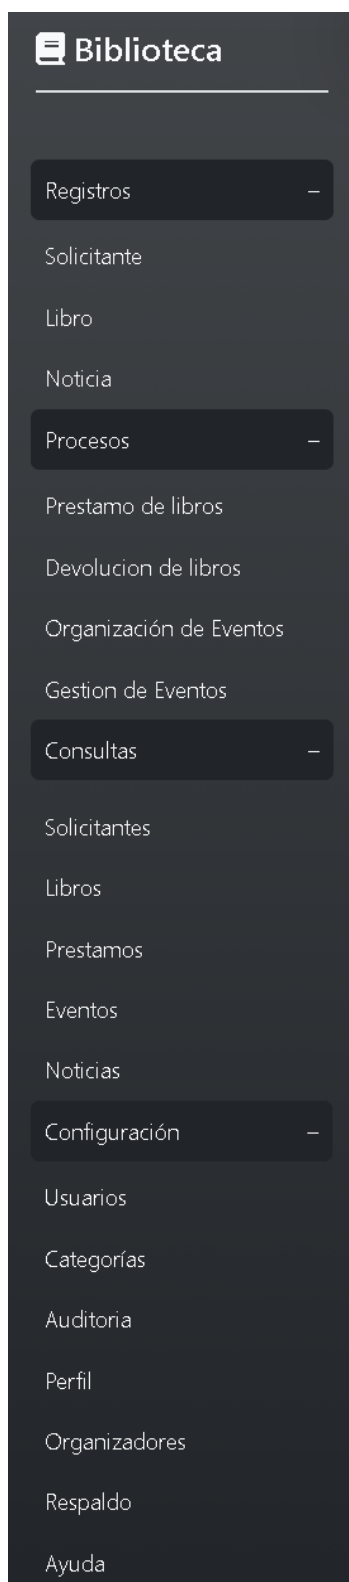 Biblioteca
Registros –
Solicitante
Libro
Noticia
Procesos –
Prestamo de libros
Devolucion de libros
Organización de Eventos
Gestion de Eventos
Consultas –
Solicitantes
Libros
Prestamos
Eventos
Noticias
Configuración –
Usuarios
Categorías
Auditoria
Perfil
Organizadores
Respaldo
Ayuda